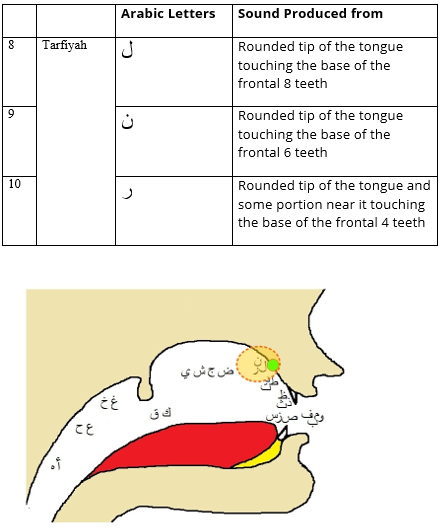 Arabic Letters Sound Produced from
8 Tarfiyah ل Rounded tip of the tongue
touching the base of the
frontal 8 teeth
9 ن Rounded tip of the tongue
touching the base of the
frontal 6 teeth
10 ر Rounded tip of the tongue and
some portion near it touching
the base of the frontal 4 teeth
ض ج ش ي
غ خ
ق ك
ع ح
أ ه
ص ز س